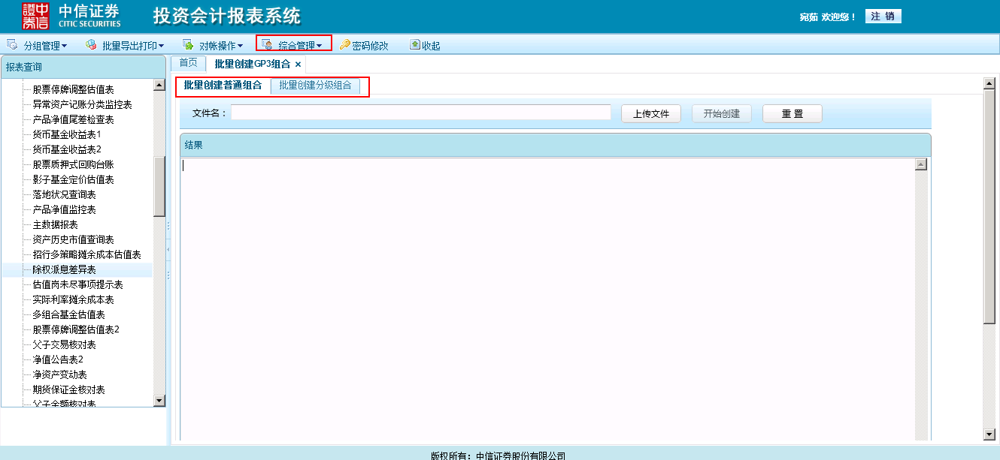 中信证券 投资会计报表系统 宛茹 欢迎您！ 注 销
CITIC SECURITIES
分组管理 批量导出打印 对帐操作 综合管理 密码修改 收起
报表查询
首页 批量创建GP3组合 ×
批量创建普通组合 批量创建分级组合
文件名： 上传文件 开始创建 重 置
结果
股票停牌调整估值表
异常资产记账分类监控表
产品净值尾差检查表
货币基金收益表1
货币基金收益表2
股票质押式回购台账
影子基金定价估值表
落地状况查询表
产品净值监控表
主数据报表
资产历史市值查询表
招行多策略摊余成本估值表
除权派息差异表
估值岗未尽事项提示表
实际利率摊余成本表
多组合基金估值表
股票停牌调整估值表2
父子交易核对表
净值公告表2
净资产变动表
期货保证金核对表
父子余额核对表
版权所有：中信证券股份有限公司